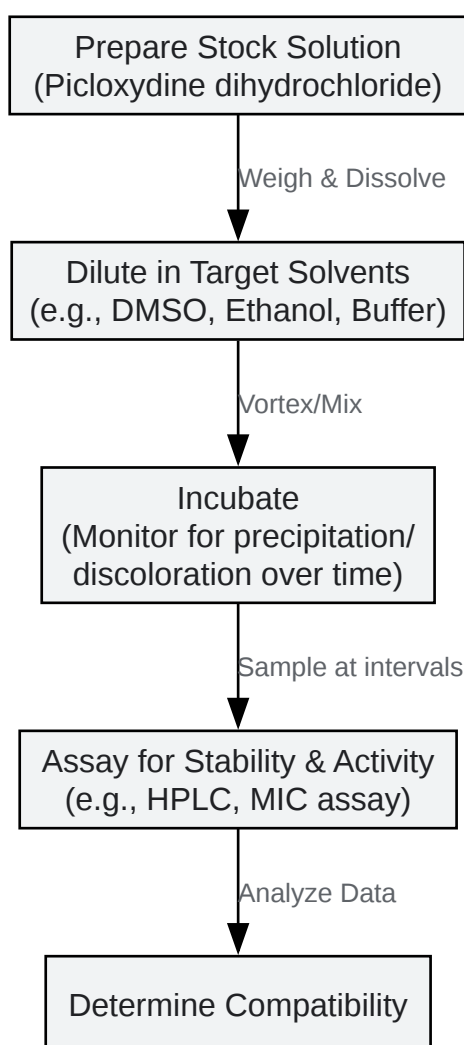 Prepare Stock Solution
(Picloxydine dihydrochloride)
Weigh & Dissolve
Dilute in Target Solvents
(e.g., DMSO, Ethanol, Buffer)
Vortex/Mix
Incubate
(Monitor for precipitation/
discoloration over time)
Sample at intervals
Assay for Stability & Activity
(e.g., HPLC, MIC assay)
Analyze Data
Determine Compatibility